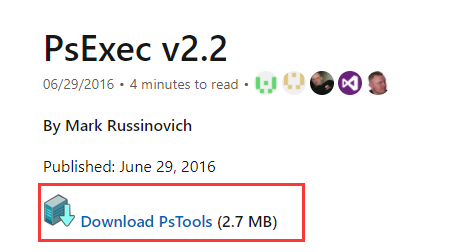 PsExec v2.2
06/29/2016 • 4 minutes to read •
By Mark Russinovich
Published: June 29, 2016
Download PsTools (2.7 MB)